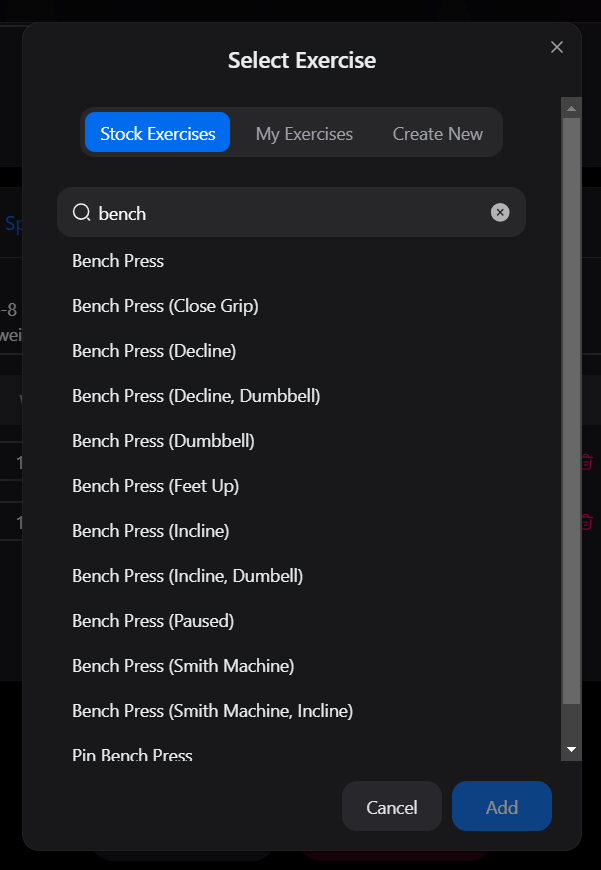 Select Exercise
Stock Exercises My Exercises Create New
bench
Bench Press
Bench Press (Close Grip)
Bench Press (Decline)
Bench Press (Decline, Dumbbell)
Bench Press (Dumbbell)
Bench Press (Feet Up)
Bench Press (Incline)
Bench Press (Incline, Dumbell)
Bench Press (Paused)
Bench Press (Smith Machine)
Bench Press (Smith Machine, Incline)
Pin Bench Press
Cancel Add